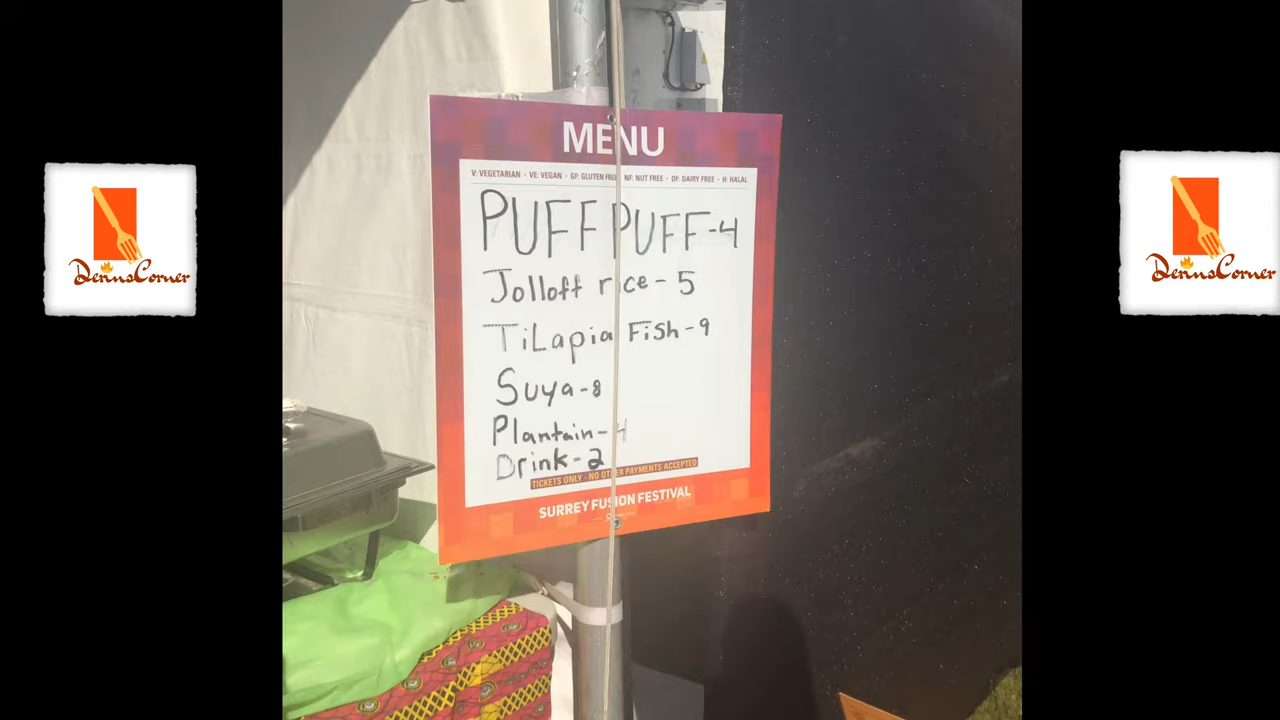 MENU
V: VEGETARIAN - VE: VEGAN - GF: GLUTEN FREE NF: NUT FREE - DF: DAIRY FREE - H: HALAL
PUFF PUFF-4
Jolloff rice-5
TiLapia Fish-9
Suya-8
Plantain-4
Drink-2
TICKETS ONLY - NO OTHER PAYMENTS ACCEPTED
SURREY FUSION FESTIVAL
DennsCorner
DennsCorner